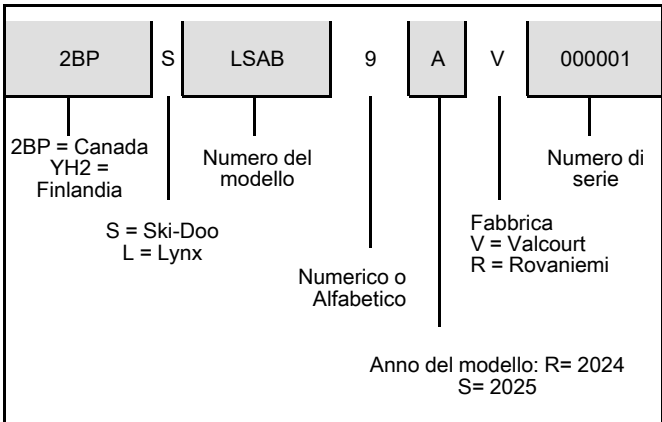 2BP S LSAB 9 A V 000001
2BP = Canada
YH2 =
Finlandia
Numero del
modello
Numero di
serie
S = Ski-Doo
L = Lynx
Fabbrica
V = Valcourt
R = Rovaniemi
Numerico o
Alfabetico
Anno del modello: R= 2024
S= 2025